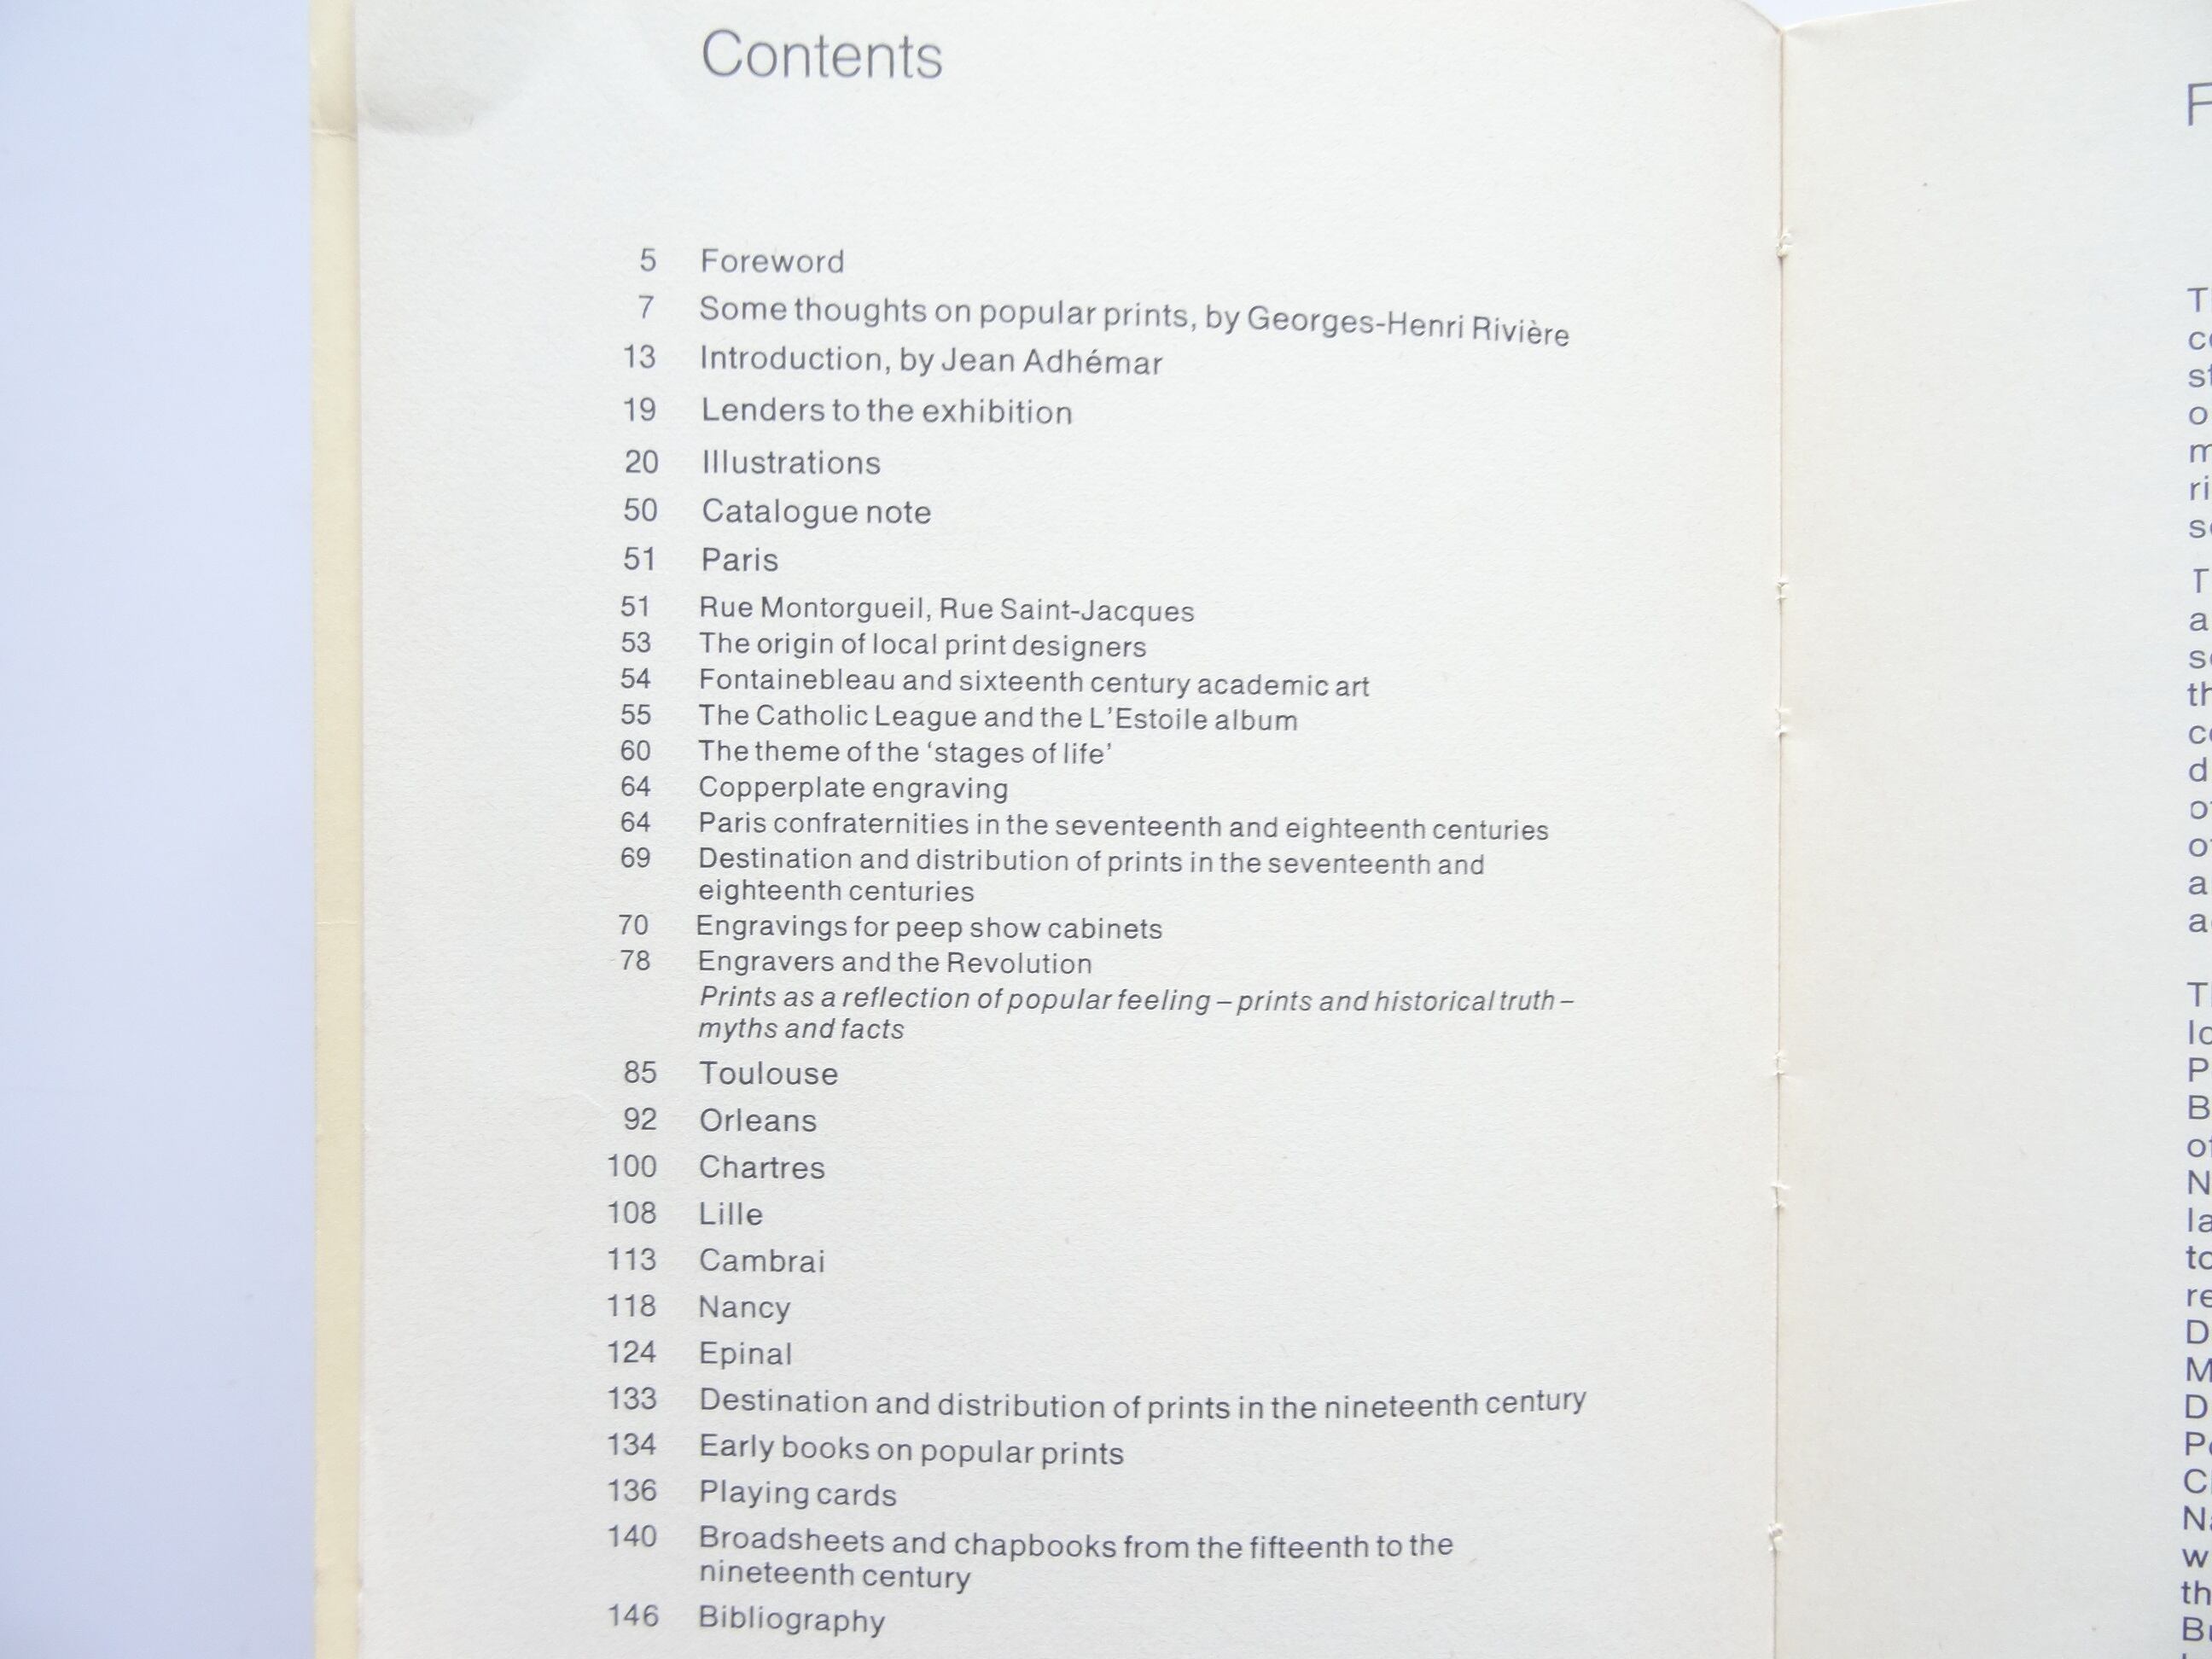 Contents
5 Foreword
7 Some thoughts on popular prints, by Georges-Henri Rivière
13 Introduction, by Jean Adhémar
19 Lenders to the exhibition
20 Illustrations
50 Catalogue note
51 Paris
51 Rue Montorgueil, Rue Saint-Jacques
53 The origin of local print designers
54 Fontainebleau and sixteenth century academic art
55 The Catholic League and the L'Estoile album
60 The theme of the ‘stages of life’
64 Copperplate engraving
64 Paris confraternities in the seventeenth and eighteenth centuries
69 Destination and distribution of prints in the seventeenth and
eighteenth centuries
70 Engravings for peep show cabinets
78 Engravers and the Revolution
Prints as a reflection of popular feeling – prints and historical truth –
myths and facts
85 Toulouse
92 Orleans
100 Chartres
108 Lille
113 Cambrai
118 Nancy
124 Epinal
133 Destination and distribution of prints in the nineteenth century
134 Early books on popular prints
136 Playing cards
140 Broadsheets and chapbooks from the fifteenth to the
nineteenth century
146 Bibliography